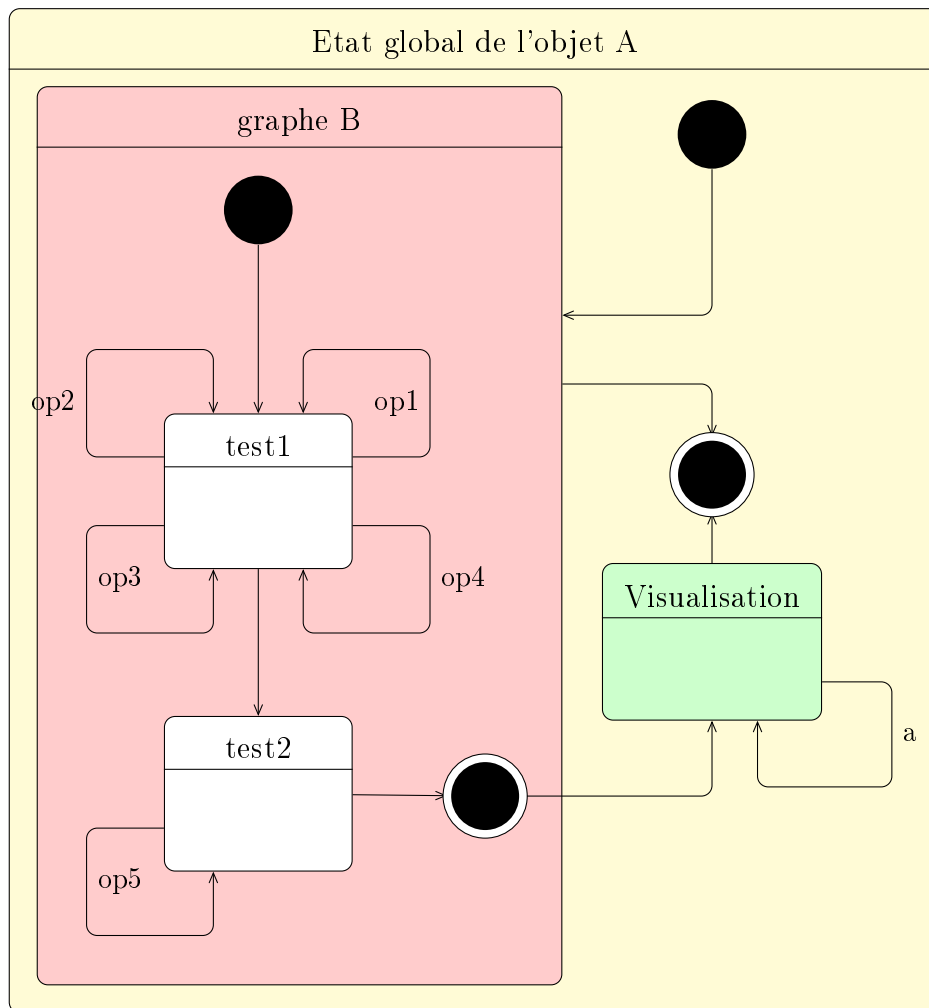 Etat global de l'objet A
graphe B
op2
op1
test1
op3
op4
Visualisation
test2
a
op5